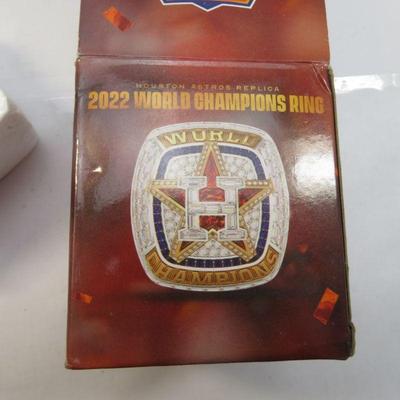 HOUSTON ASTROS REPLICA
2022 WORLD CHAMPIONS RING
WORLD
H
CHAMPIONS